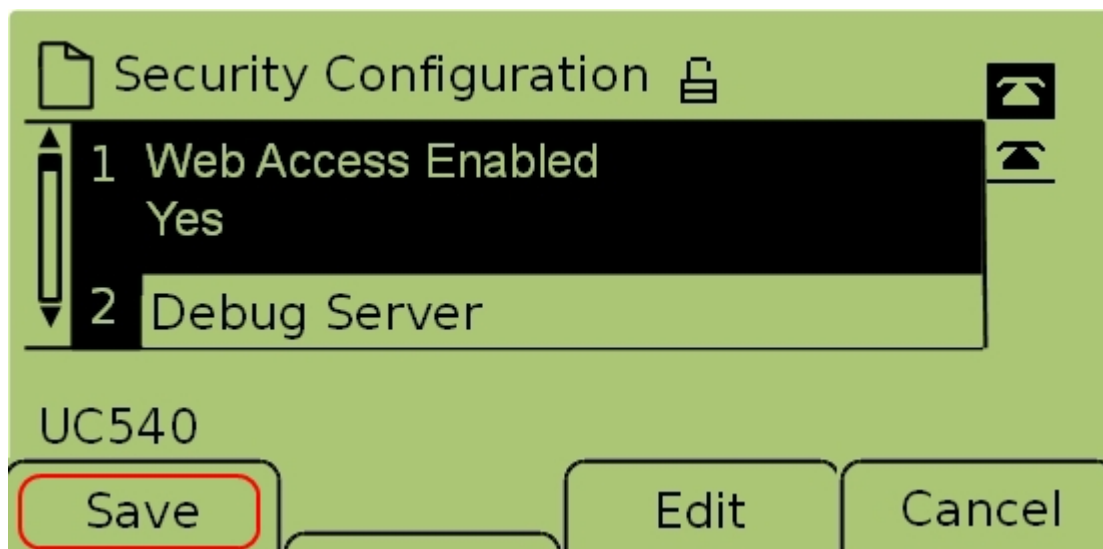 Security Configuration
1 Web Access Enabled
Yes
2 Debug Server
UC540
Save Edit Cancel